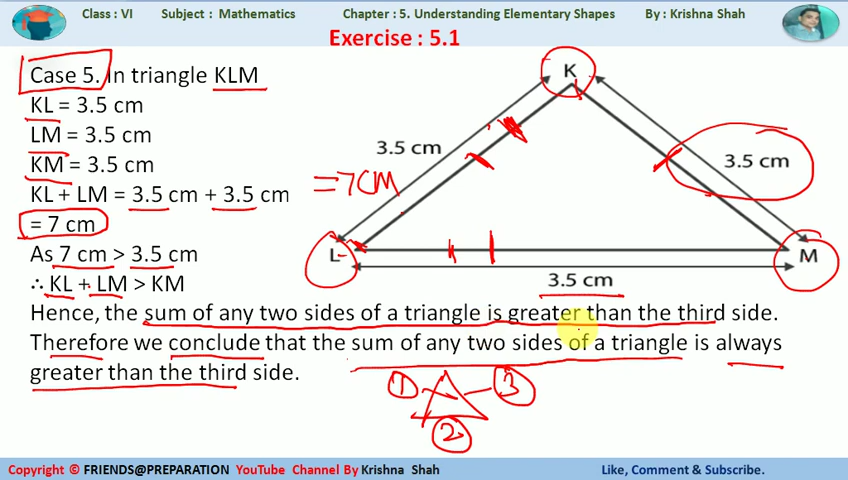 Class : VI Subject : Mathematics Chapter : 5. Understanding Elementary Shapes By : Krishna Shah
Exercise : 5.1
Case 5. In triangle KLM
KL = 3.5 cm
LM = 3.5 cm
KM = 3.5 cm
KL + LM = 3.5 cm + 3.5 cm
= 7 cm
As 7 cm > 3.5 cm
∴ KL + LM > KM
K
3.5 cm
3.5 cm
= 7CM
L
M
3.5 cm
Hence, the sum of any two sides of a triangle is greater than the third side.
Therefore we conclude that the sum of any two sides of a triangle is always
greater than the third side.
1 3
2
Copyright © FRIENDS@PREPARATION YouTube Channel By Krishna Shah Like, Comment & Subscribe.